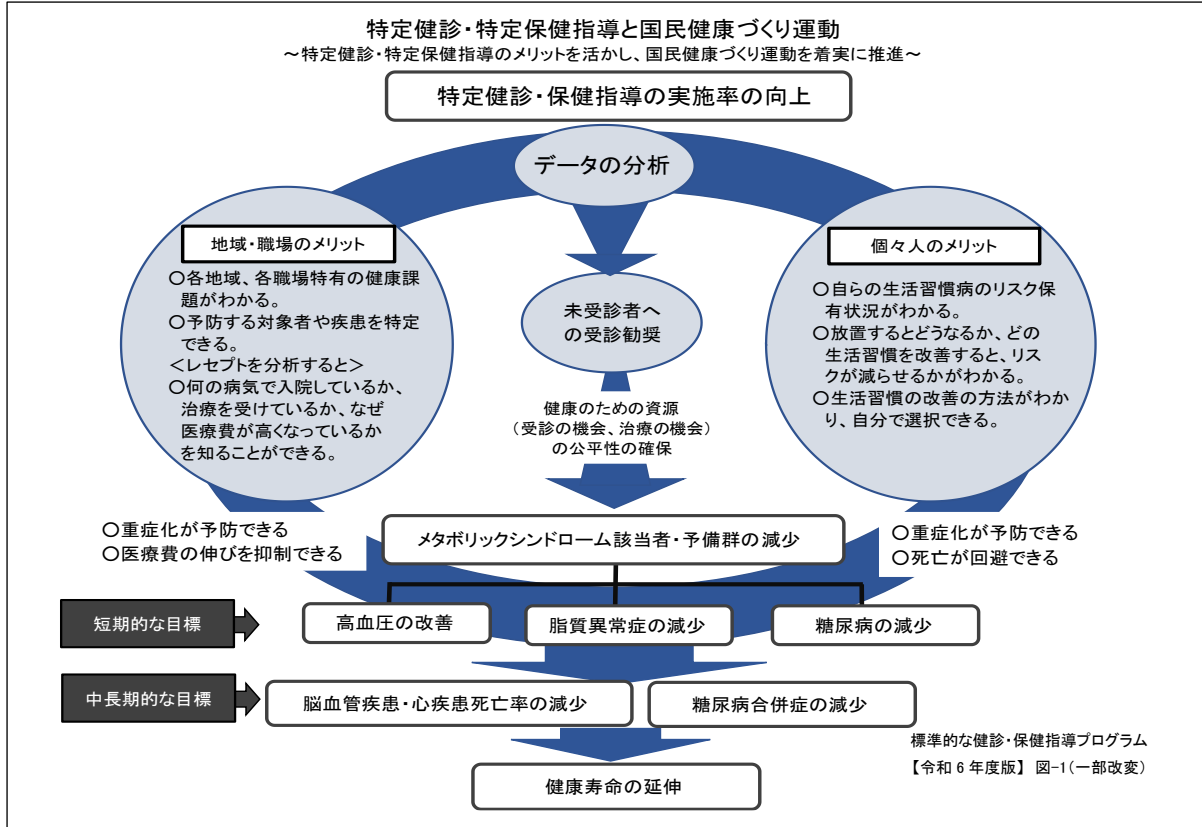 特定健診・特定保健指導と国民健康づくり運動
～特定健診・特定保健指導のメリットを活かし、国民健康づくり運動を着実に推進～
特定健診・保健指導の実施率の向上
データの分析
地域・職場のメリット
○各地域、各職場特有の健康課
題がわかる。
○予防する対象者や疾患を特定
できる。
＜レセプトを分析すると＞
○何の病気で入院しているか、
治療を受けているか、なぜ
医療費が高くなっているか
を知ることができる。
未受診者へ
の受診勧奨
健康のための資源
（受診の機会、治療の機会）
の公平性の確保
個々人のメリット
○自らの生活習慣病のリスク保
有状況がわかる。
○放置するとどうなるか、どの
生活習慣を改善すると、リス
クが減らせるかがわかる。
○生活習慣の改善の方法がわか
り、自分で選択できる。
○重症化が予防できる
○医療費の伸びを抑制できる
メタボリックシンドローム該当者・予備群の減少
○重症化が予防できる
○死亡が回避できる
短期的な目標
高血圧の改善
脂質異常症の減少
糖尿病の減少
中長期的な目標
脳血管疾患・心疾患死亡率の減少
糖尿病合併症の減少
健康寿命の延伸
標準的な健診・保健指導プログラム
【令和６年度版】 図-1（一部改変）